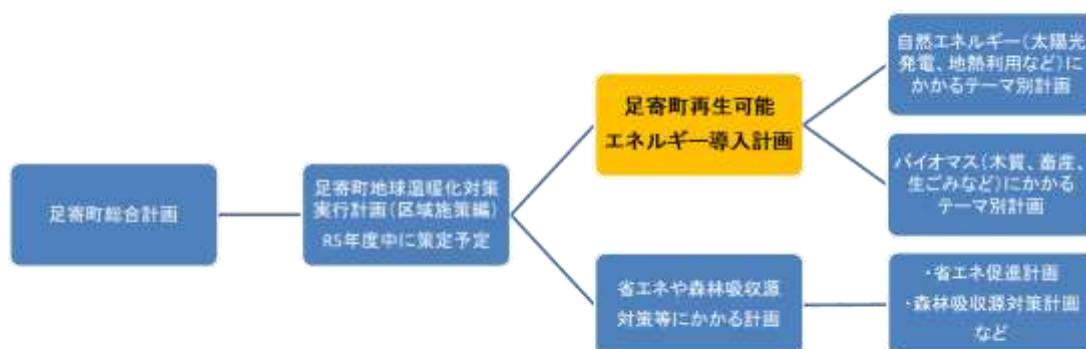 足寄町総合計画
足寄町地球温暖化対策
実行計画(区域施策編)
R5年度中に策定予定
足寄町再生可能
エネルギー導入計画
自然エネルギー(太陽光
発電、地熱利用など)に
かかるテーマ別計画
バイオマス(木質、畜産、
生ごみなど)にかかる
テーマ別計画
省エネや森林吸収源
対策等にかかる計画
・省エネ促進計画
・森林吸収源対策計画
など